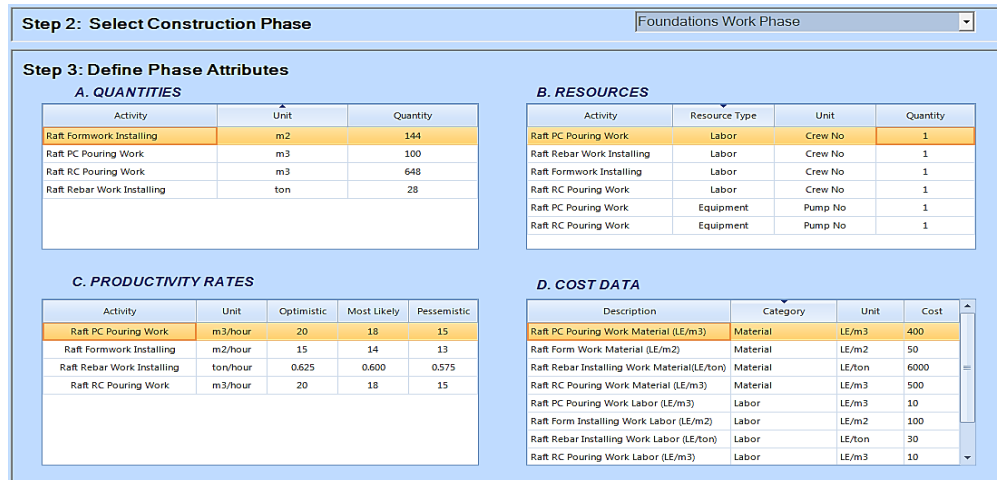 Step 2: Select Construction Phase
Foundations Work Phase
Step 3: Define Phase Attributes
A. QUANTITIES
Activity Unit Quantity
Raft Formwork Installing m2 144
Raft PC Pouring Work m3 100
Raft RC Pouring Work m3 648
Raft Rebar Work Installing ton 28
B. RESOURCES
Activity Resource Type Unit Quantity
Raft PC Pouring Work Labor Crew No 1
Raft Rebar Work Installing Labor Crew No 1
Raft Formwork Installing Labor Crew No 1
Raft RC Pouring Work Labor Crew No 1
Raft PC Pouring Work Equipment Pump No 1
Raft RC Pouring Work Equipment Pump No 1
C. PRODUCTIVITY RATES
Activity Unit Optimistic Most Likely Pessemistic
Raft PC Pouring Work m3/hour 20 18 15
Raft Formwork Installing m2/hour 15 14 13
Raft Rebar Work Installing ton/hour 0.625 0.600 0.575
Raft RC Pouring Work m3/hour 20 18 15
D. COST DATA
Description Category Unit Cost
Raft PC Pouring Work Material (LE/m3) Material LE/m3 400
Raft Form Work Material (LE/m2) Material LE/m2 50
Raft Rebar Installing Work Material(LE/ton) Material LE/ton 6000
Raft RC Pouring Work Material (LE/m3) Material LE/m3 500
Raft PC Pouring Work Labor (LE/m3) Labor LE/m3 10
Raft Form Installing Work Labor (LE/m2) Labor LE/m2 100
Raft Rebar Installing Work Labor (LE/ton) Labor LE/ton 30
Raft RC Pouring Work Labor (LE/m3) Labor LE/m3 10